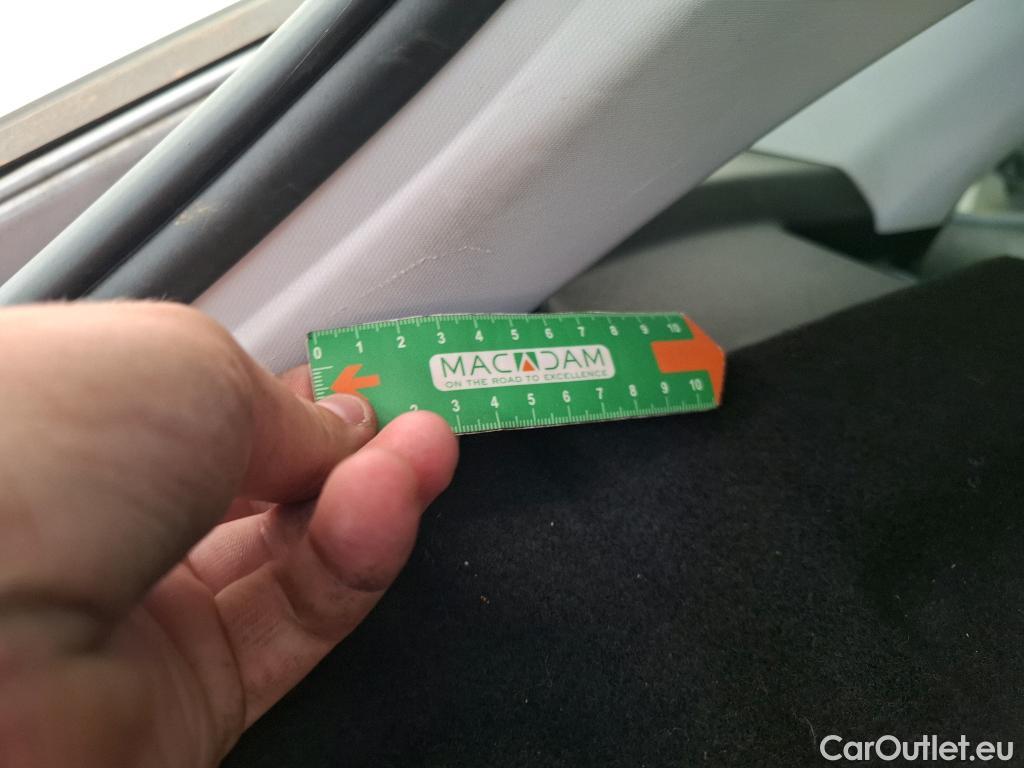 0 1 2 3 4 5 6 7 8 9 10
MACADAM
ON THE ROAD TO EXCELLENCE
2 3 4 5 6 7 8 9 10
CarOutlet.eu